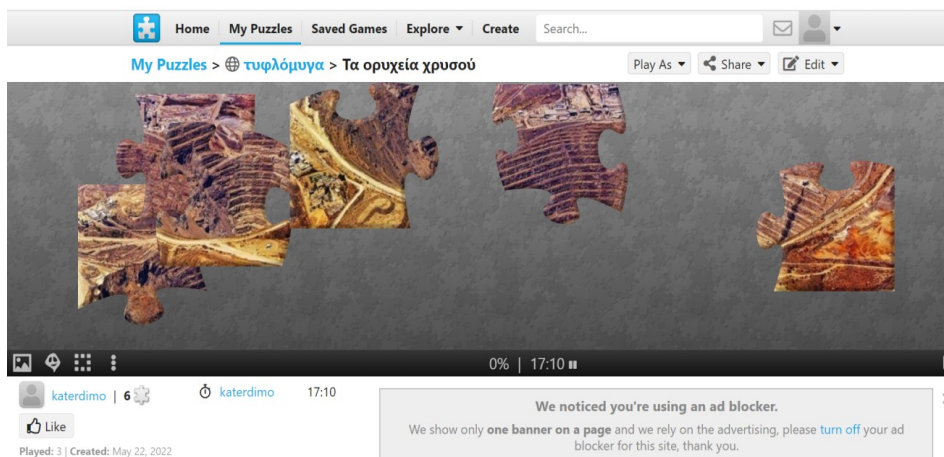 Home My Puzzles Saved Games Explore Create Search...
My Puzzles > τυφλόμυγα > Τα ορυχεία χρυσού Play As Share Edit
0% | 17:10
katerdimo | 6 katerdimo 17:10
Like
Played: 3 | Created: May 22, 2022
We noticed you're using an ad blocker.
We show only one banner on a page and we rely on the advertising, please turn off your ad
blocker for this site, thank you.